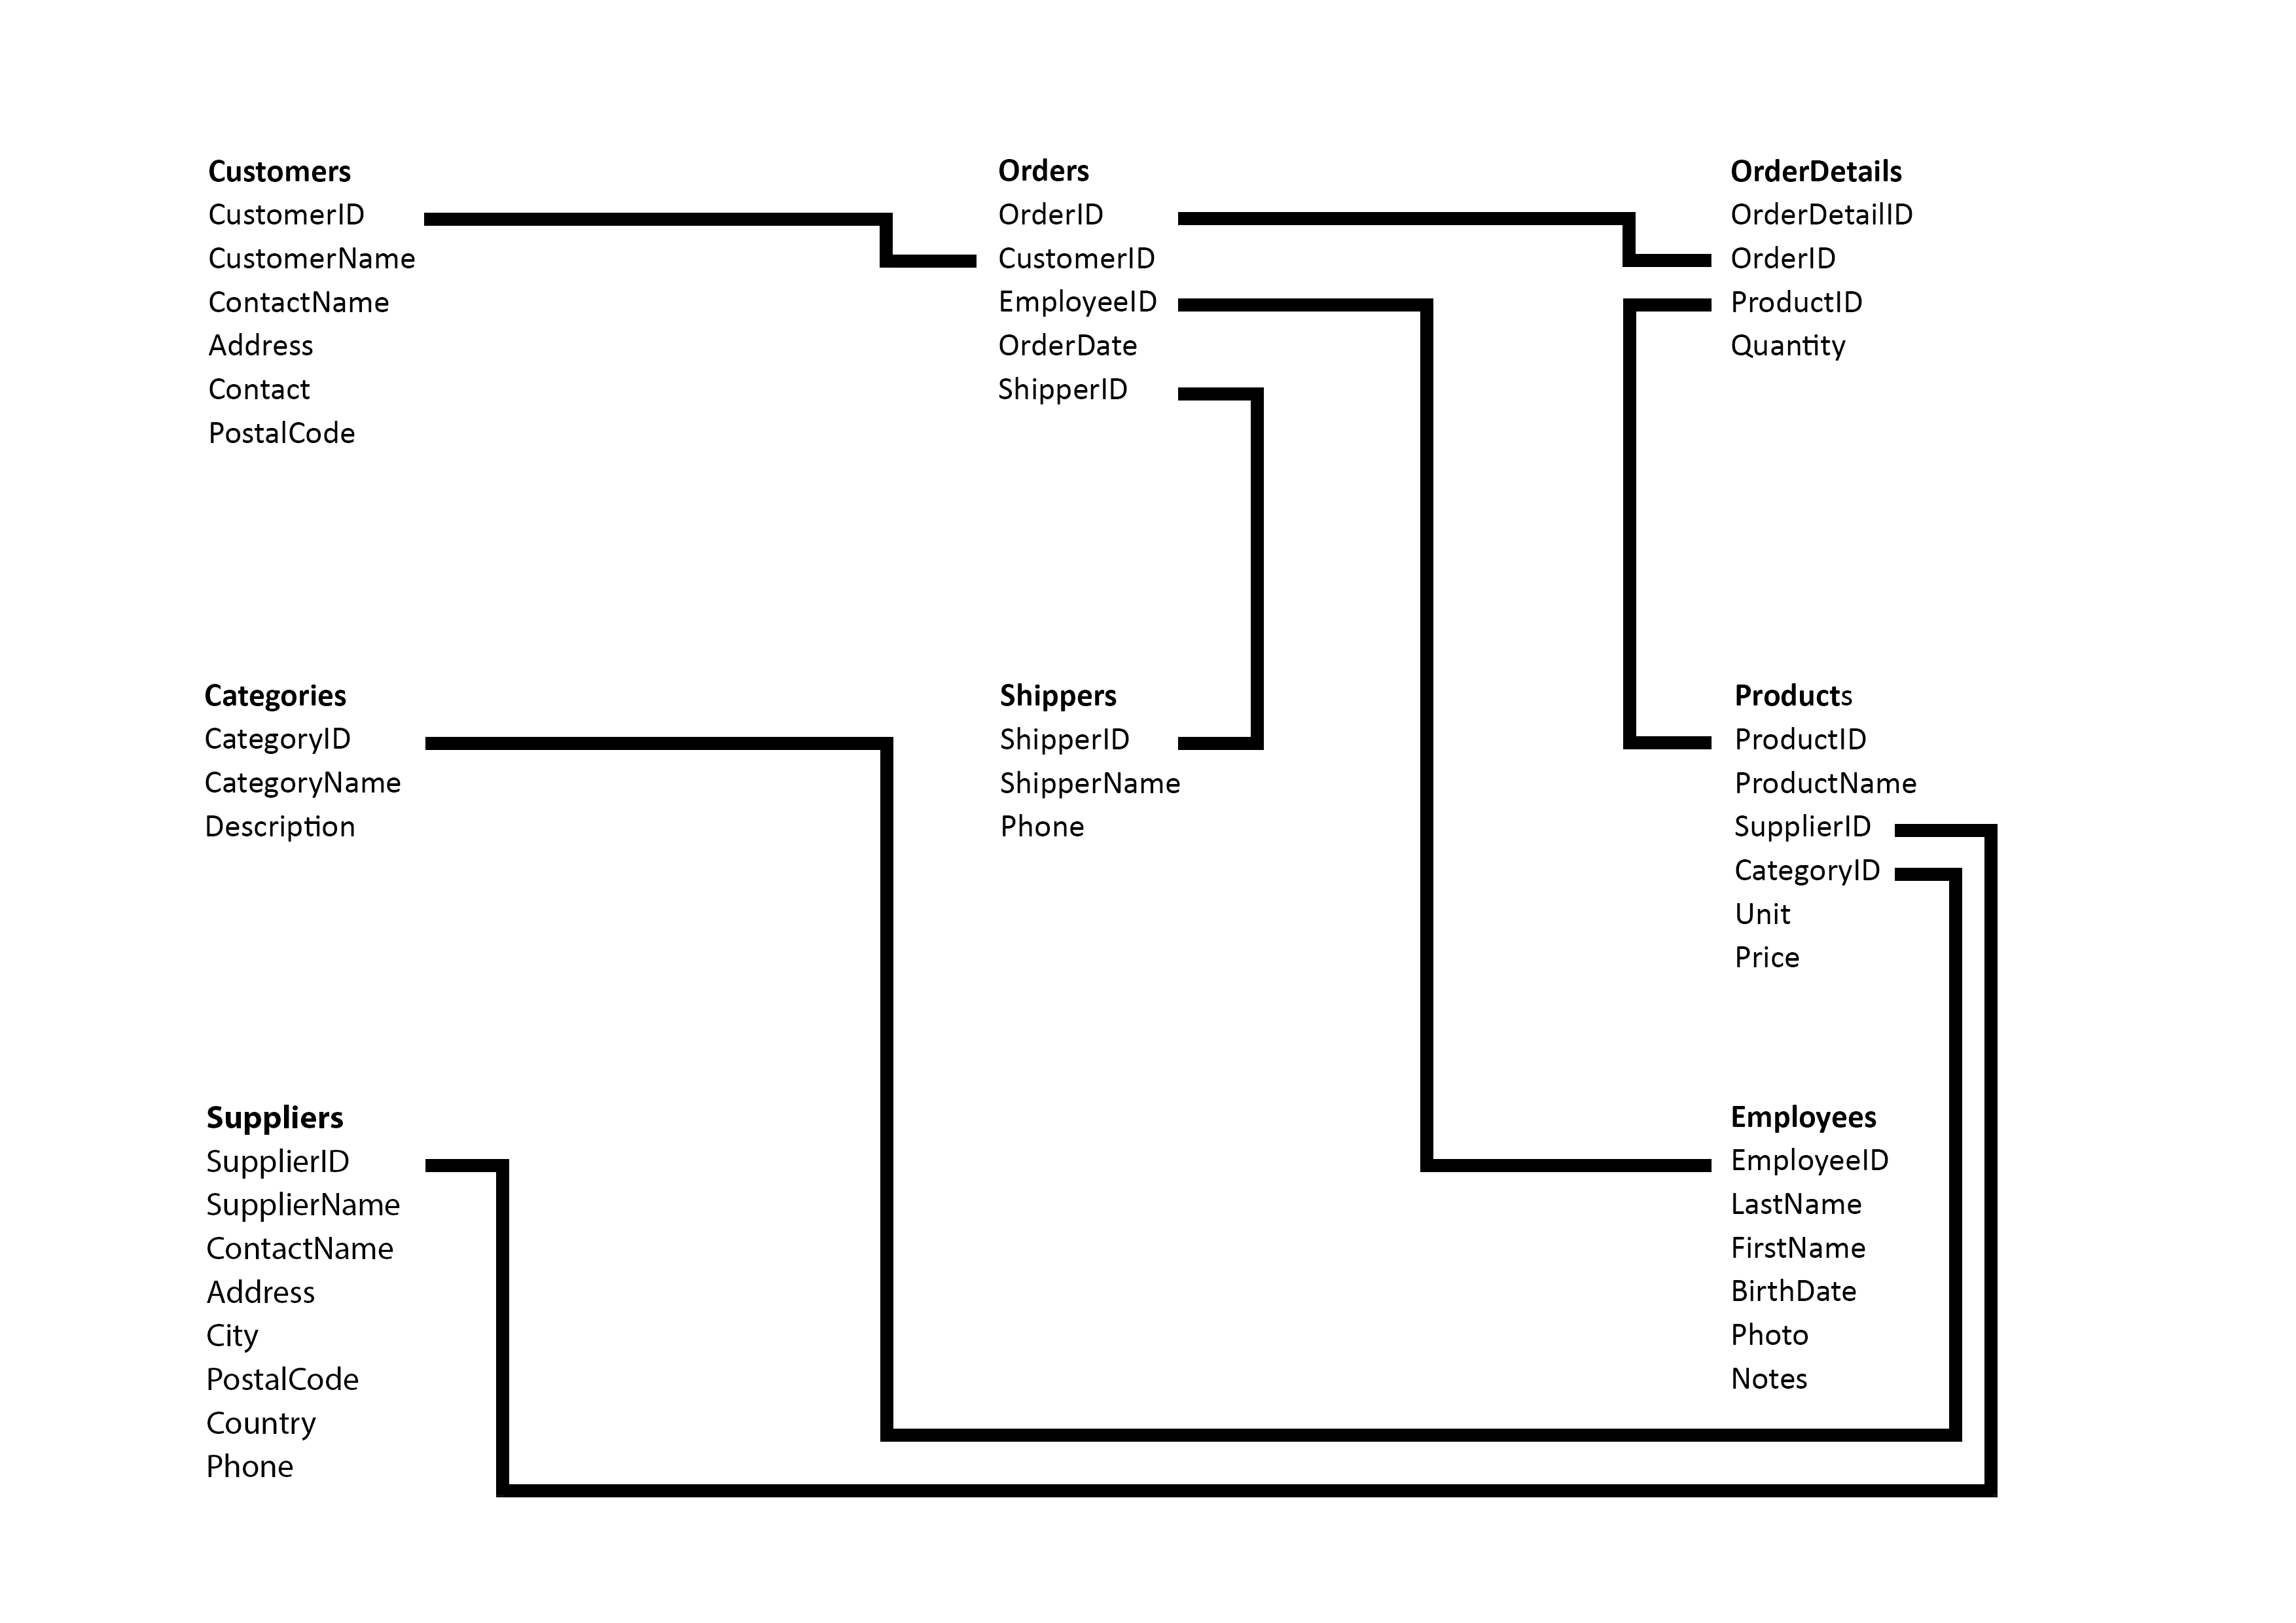 Customers
CustomerID
CustomerName
ContactName
Address
Contact
PostalCode
Orders
OrderID
CustomerID
EmployeeID
OrderDate
ShipperID
OrderDetails
OrderDetailID
OrderID
ProductID
Quantity
Categories
CategoryID
CategoryName
Description
Shippers
ShipperID
ShipperName
Phone
Products
ProductID
ProductName
SupplierID
CategoryID
Unit
Price
Suppliers
SupplierID
SupplierName
ContactName
Address
City
PostalCode
Country
Phone
Employees
EmployeeID
LastName
FirstName
BirthDate
Photo
Notes